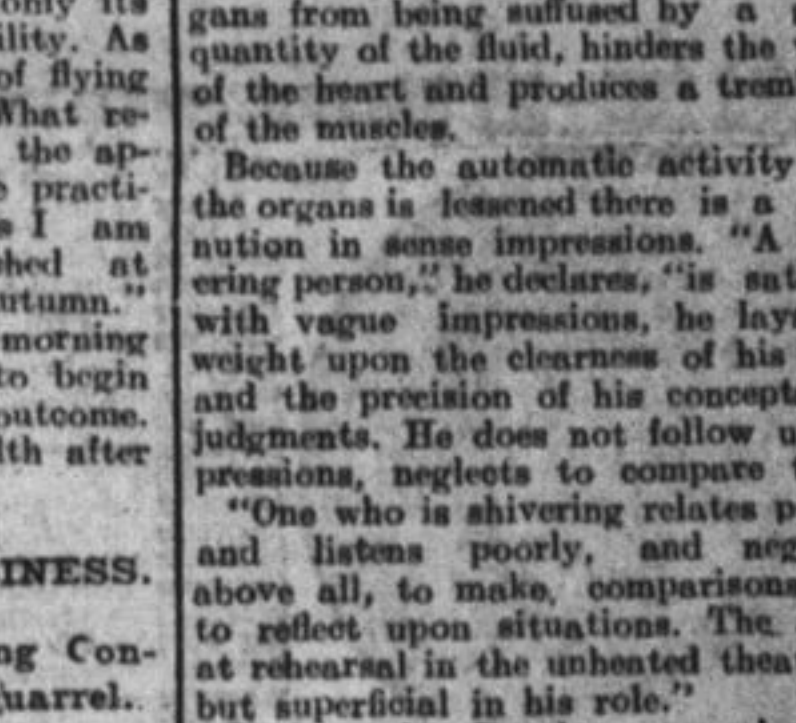 only its
ility. As
of flying
What re-
the ap-
practi-
s I am
shed at
utumn."
morning
to begin
outcome.
lth after
INESS.
ng Con-
uarrel.
gans from being suffused by a
quantity of the fluid, hinders the
of the heart and produces a trem
of the muscles.
Because the automatic activity
the organs is lessened there is a
nution in sense impressions. "A
ering person," he declares, "is sat
with vague impressions, he lays
weight upon the clearness of his
and the precision of his concept
judgments. He does not follow u
pressions, neglects to compare t
"One who is shivering relates p
and listens poorly, and neg
above all, to make, comparisons
to reflect upon situations. The
at rehearsal in the unheated thea
but superficial in his role."